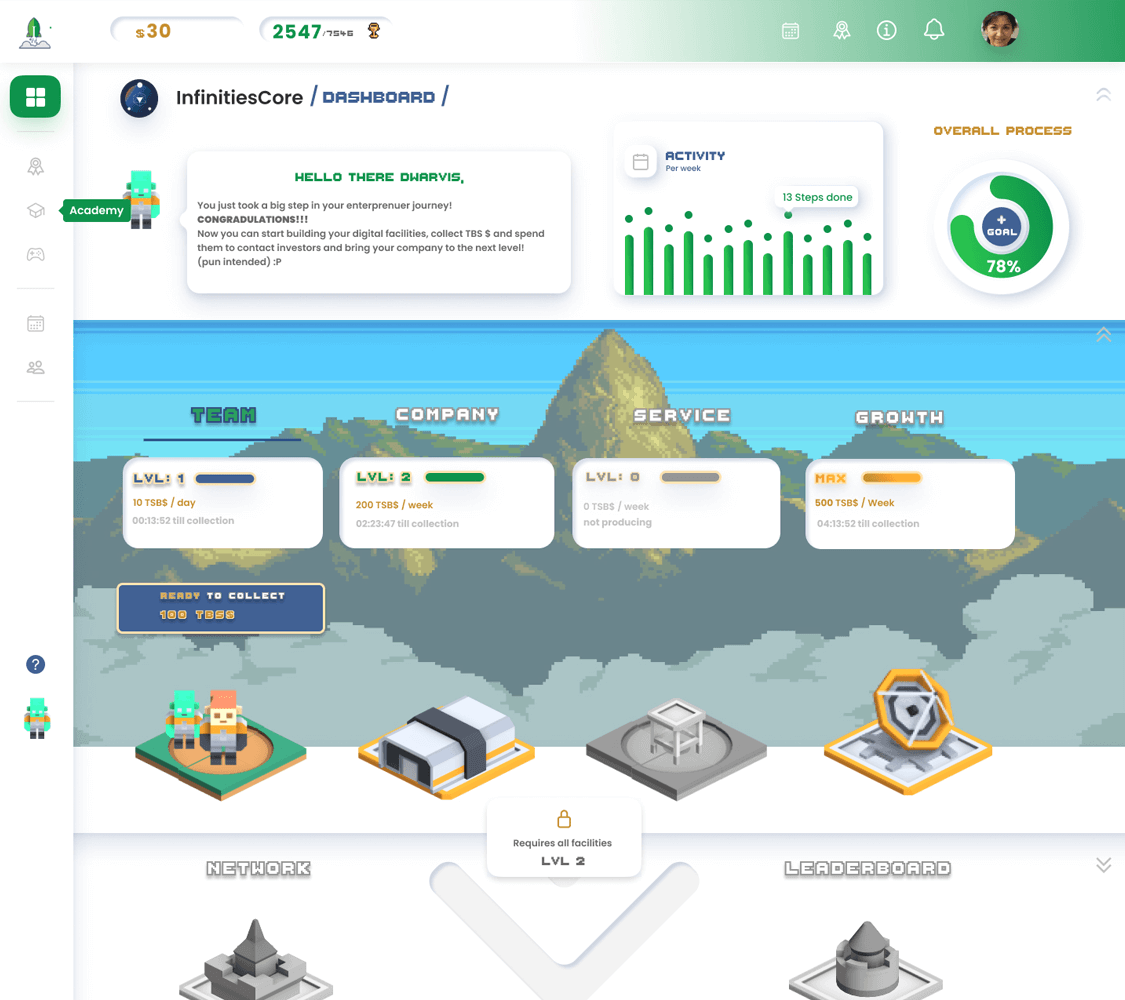 $30
2547/7546
InfinitiesCore / DASHBOARD /
OVERALL PROCESS
ACTIVITY
Per week
HELLO THERE DWARVIS,
13 Steps done
Academy
You just took a big step in your enterprenuer journey!
CONGRADULATIONS!!!
Now you can start building your digital facilities, collect TBS $ and spend
them to contact investors and bring your company to the next level!
(pun intended) :P
+
GOAL
78%
TEAM
COMPANY
SERVICE
GROWTH
LVL: 1
10 TSB$ / day
00:13:52 till collection
LVL: 2
200 TSB$ / week
02:23:47 till collection
LVL: 0
0 TSB$ / week
not producing
MAX
500 TSB$ / Week
04:13:52 till collection
READY TO COLLECT
100 TBS$
?
Requires all facilities
LVL 2
NETWORK
LEADERBOARD